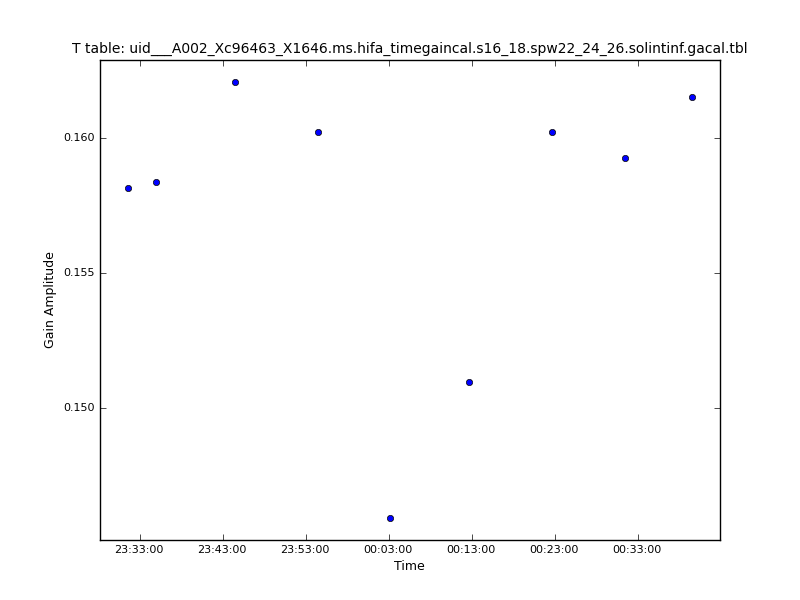 T table: uid___A002_Xc96463_X1646.ms.hifa_timegaincal.s16_18.spw22_24_26.solintinf.gacal.tbl
0.160
0.155
0.150
Gain Amplitude
23:33:00 23:43:00 23:53:00 00:03:00 00:13:00 00:23:00 00:33:00
Time